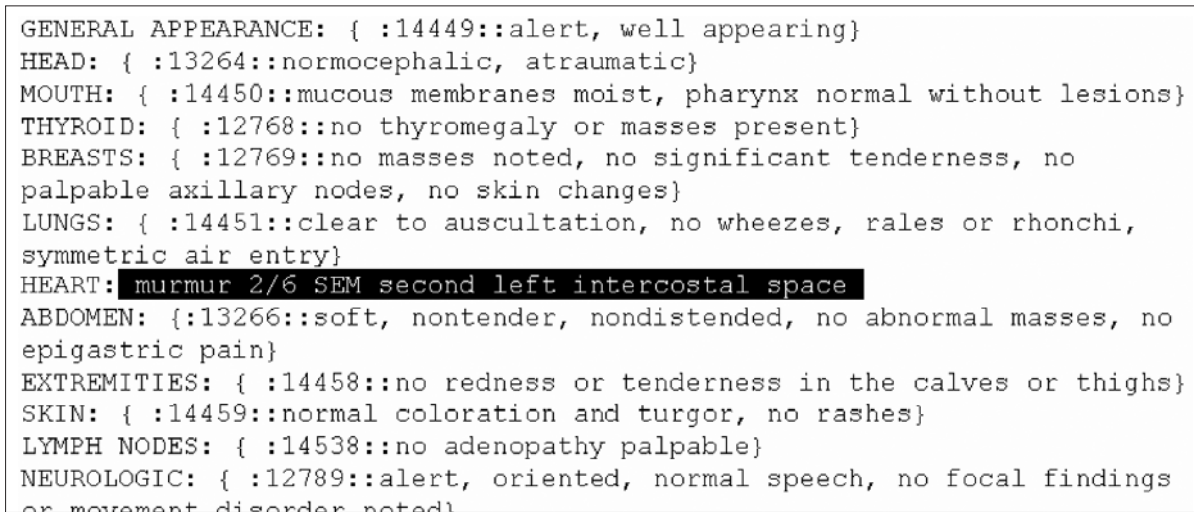 GENERAL APPEARANCE: { :14449::alert, well appearing}
HEAD: { :13264::normocephalic, atraumatic}
MOUTH: { :14450::mucous membranes moist, pharynx normal without lesions}
THYROID: { :12768::no thyromegaly or masses present}
BREASTS: { :12769::no masses noted, no significant tenderness, no
palpable axillary nodes, no skin changes}
LUNGS: { :14451::clear to auscultation, no wheezes, rales or rhonchi,
symmetric air entry}
HEART: murmur 2/6 SEM second left intercostal space
ABDOMEN: {:13266::soft, nontender, nondistended, no abnormal masses, no
epigastric pain}
EXTREMITIES: { :14458::no redness or tenderness in the calves or thighs}
SKIN: { :14459::normal coloration and turgor, no rashes}
LYMPH NODES: { :14538::no adenopathy palpable}
NEUROLOGIC: { :12789::alert, oriented, normal speech, no focal findings
or movement disorder noted}